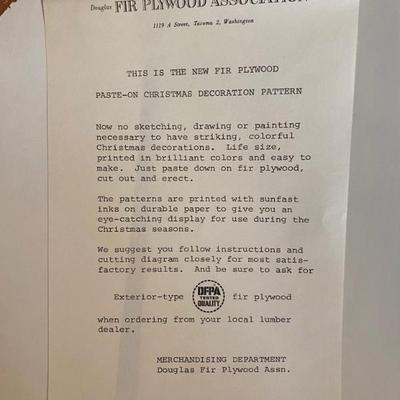 Douglas FIR PLYWOOD ASSOCIATION
1119 A Street, Tacoma 2, Washington
THIS IS THE NEW FIR PLYWOOD
PASTE-ON CHRISTMAS DECORATION PATTERN
Now no sketching, drawing or painting
necessary to have striking, colorful
Christmas decorations. Life size,
printed in brilliant colors and easy to
make. Just paste down on fir plywood,
cut out and erect.
The patterns are printed with sunfast
inks on durable paper to give you an
eye-catching display for use during the
Christmas seasons.
We suggest you follow instructions and
cutting diagram closely for most satis-
factory results. And be sure to ask for
Exterior-type DFPA TESTED QUALITY fir plywood
when ordering from your local lumber
dealer.
MERCHANDISING DEPARTMENT
Douglas Fir Plywood Assn.